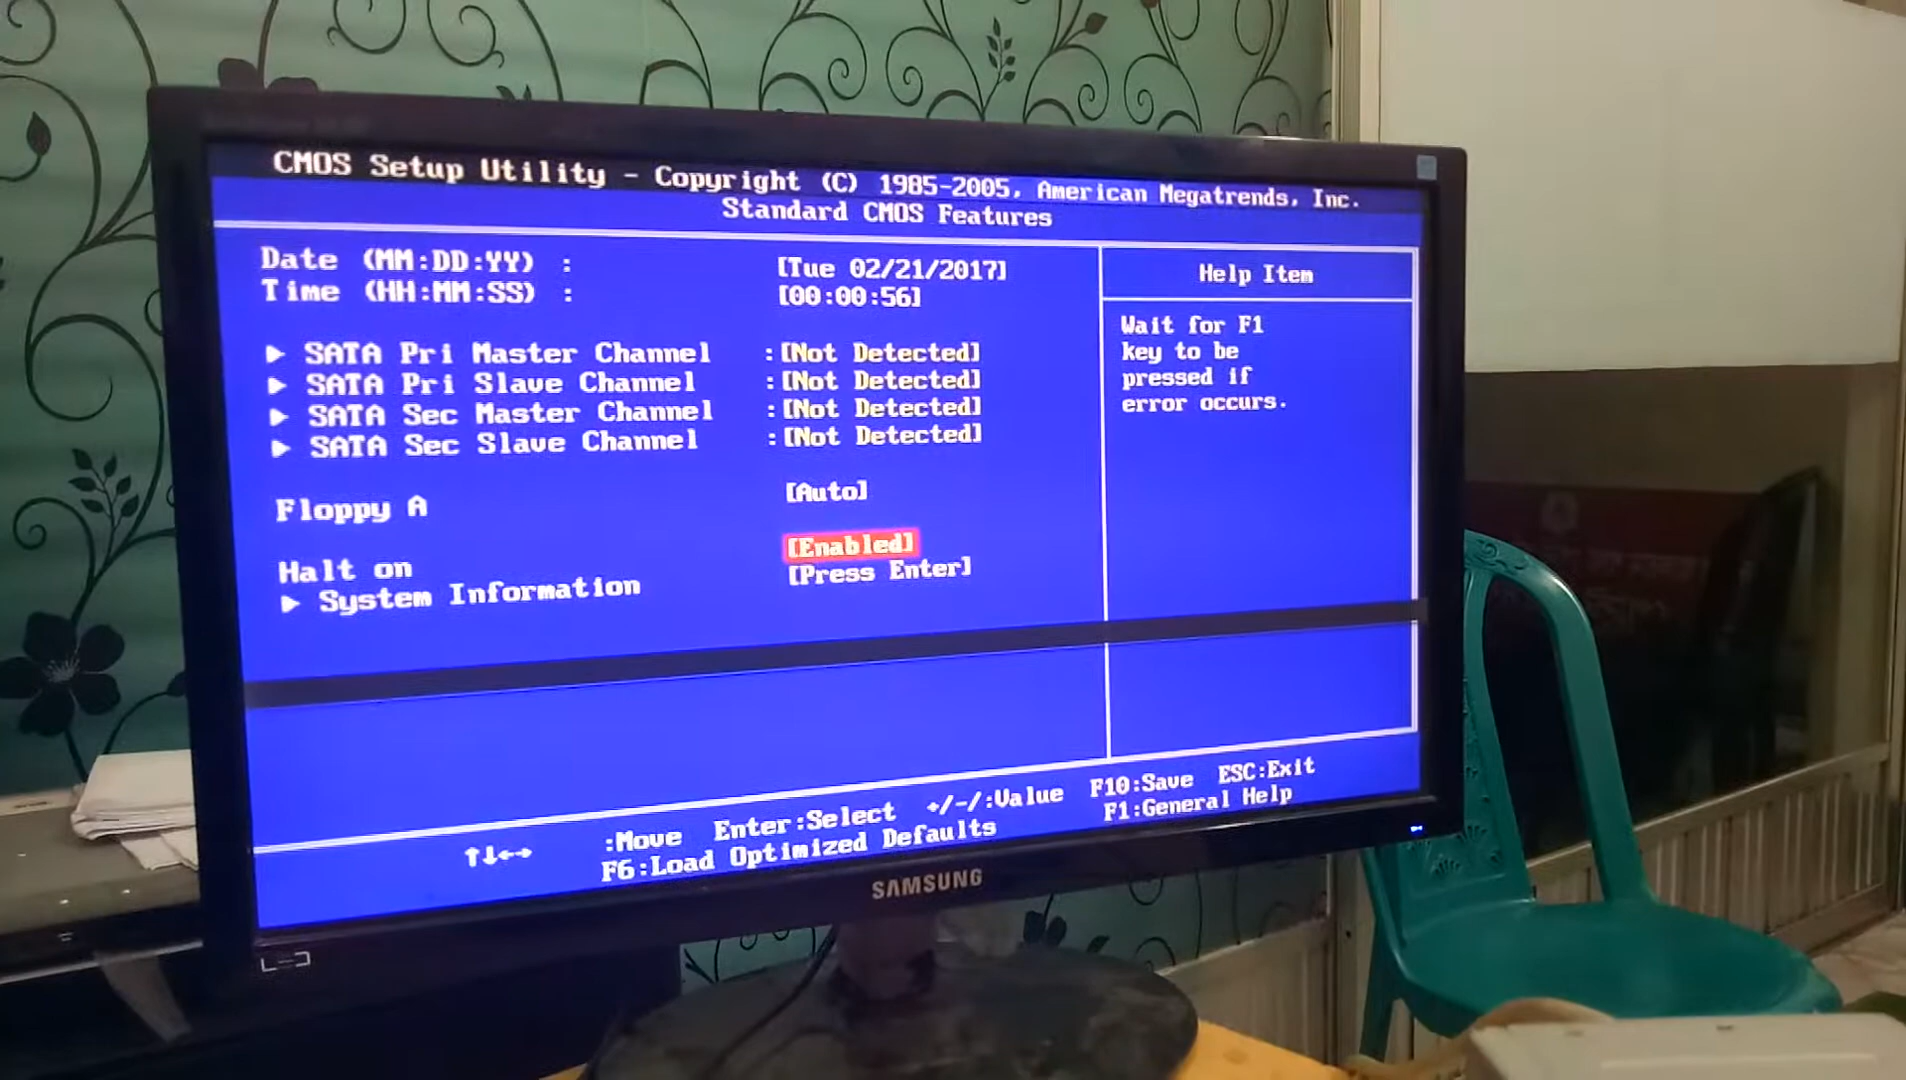 CMOS Setup Utility - Copyright (C) 1985-2005, American Megatrends, Inc.
Standard CMOS Features
Date (MM:DD:YY) : [Tue 02/21/2017]
Time (HH:MM:SS) : [00:00:56]
► SATA Pri Master Channel :[Not Detected]
► SATA Pri Slave Channel :[Not Detected]
► SATA Sec Master Channel :[Not Detected]
► SATA Sec Slave Channel :[Not Detected]
Floppy A [Auto]
Halt on [Enabled]
► System Information [Press Enter]
Help Item
Wait for F1
key to be
pressed if
error occurs.
↑↓←→ :Move Enter:Select +/-/:Value F10:Save ESC:Exit
F6:Load Optimized Defaults F1:General Help
SAMSUNG